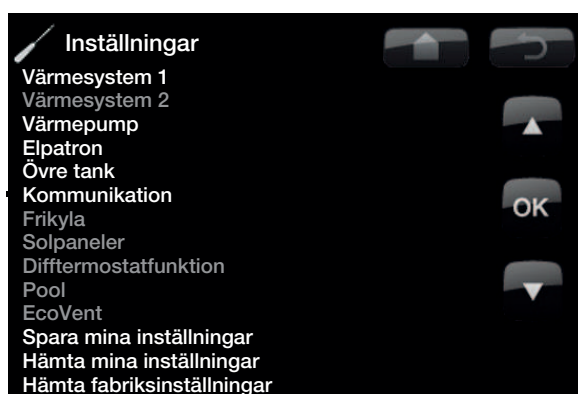 Inställningar
Värmesystem 1
Värmesystem 2
Värmepump
Elpatron
Övre tank
Kommunikation
OK
Frikyla
Solpaneler
Difftermostatfunktion
Pool
EcoVent
Spara mina inställningar
Hämta mina inställningar
Hämta fabriksinställningar